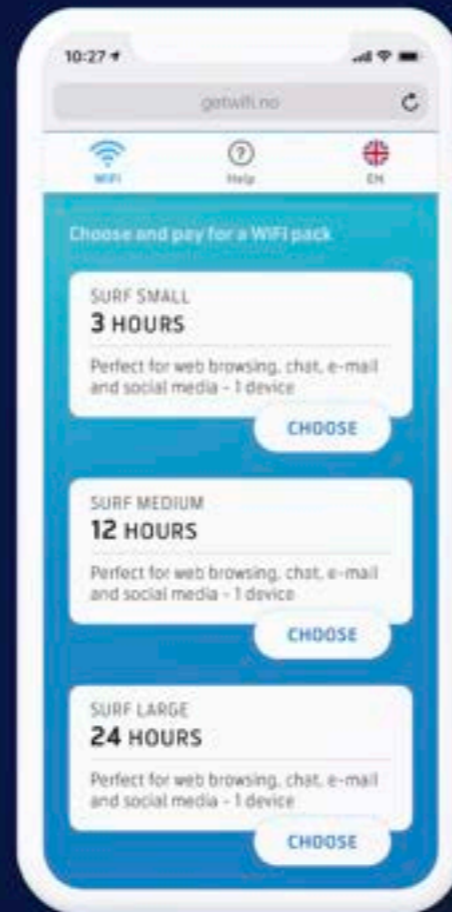 10:27
getwifi.no
WIFI
Help
EN
Choose and pay for a WiFi pack
SURF SMALL
3 HOURS
Perfect for web browsing, chat, e-mail
and social media - 1 device
CHOOSE
SURF MEDIUM
12 HOURS
Perfect for web browsing, chat, e-mail
and social media - 1 device
CHOOSE
SURF LARGE
24 HOURS
Perfect for web browsing, chat, e-mail
and social media - 1 device
CHOOSE